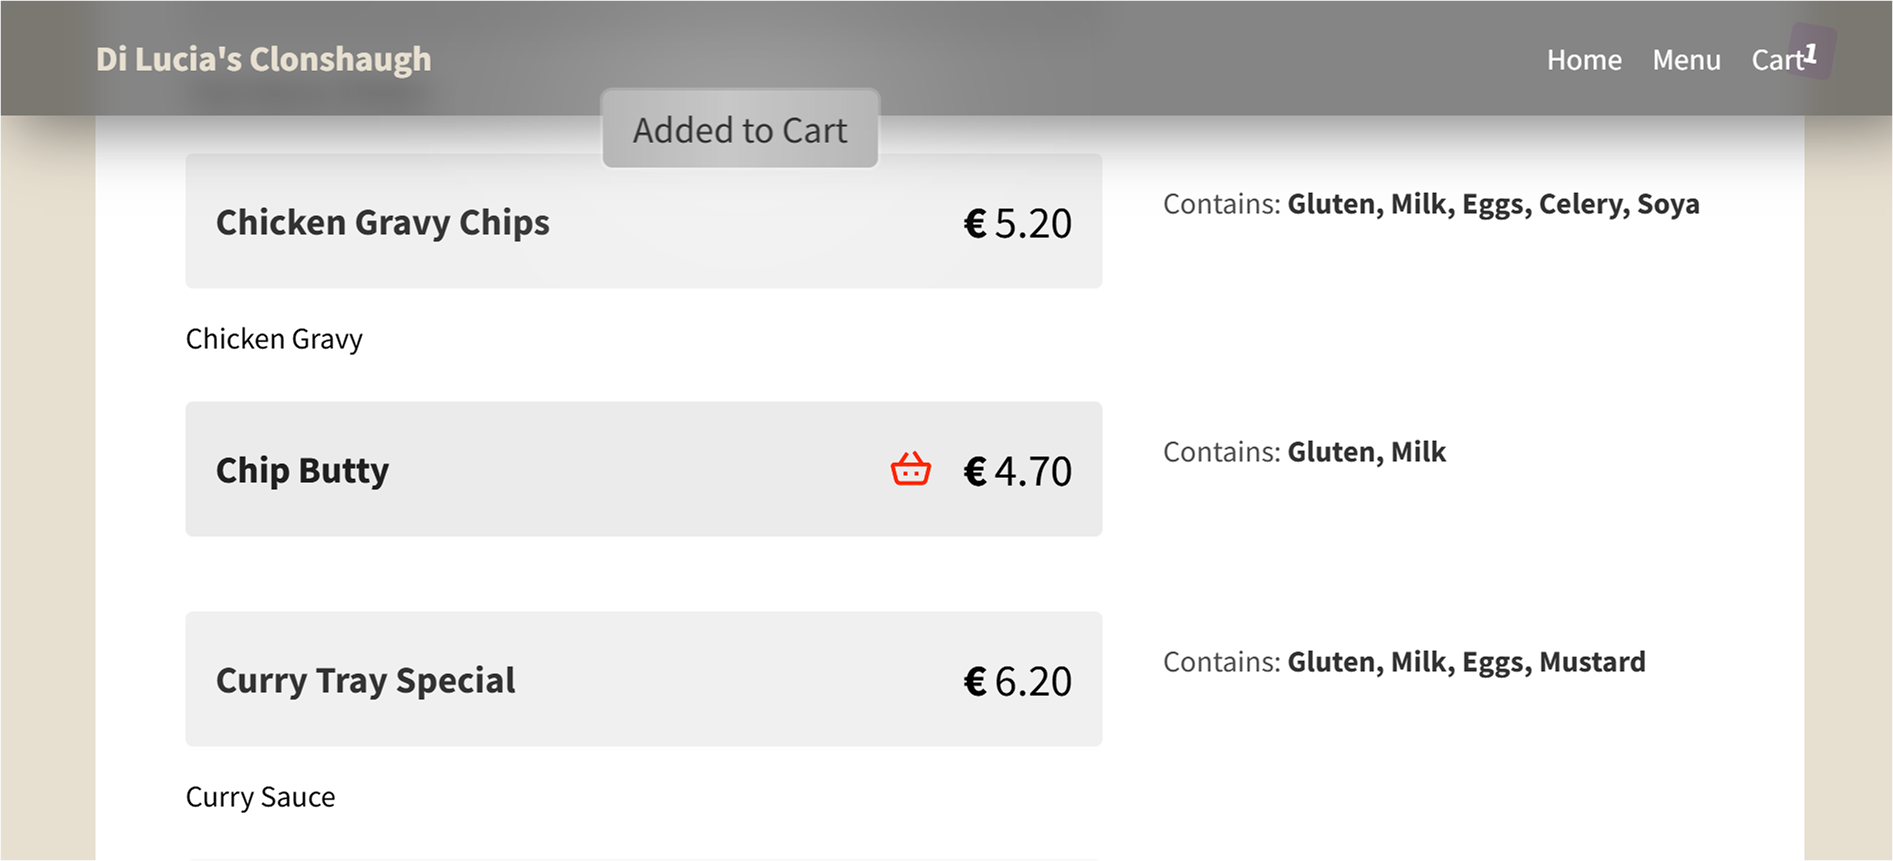 Di Lucia's Clonshaugh
Home Menu Cart 1
Added to Cart
Chicken Gravy Chips € 5.20
Contains: Gluten, Milk, Eggs, Celery, Soya
Chicken Gravy
Chip Butty € 4.70
Contains: Gluten, Milk
Curry Tray Special € 6.20
Contains: Gluten, Milk, Eggs, Mustard
Curry Sauce